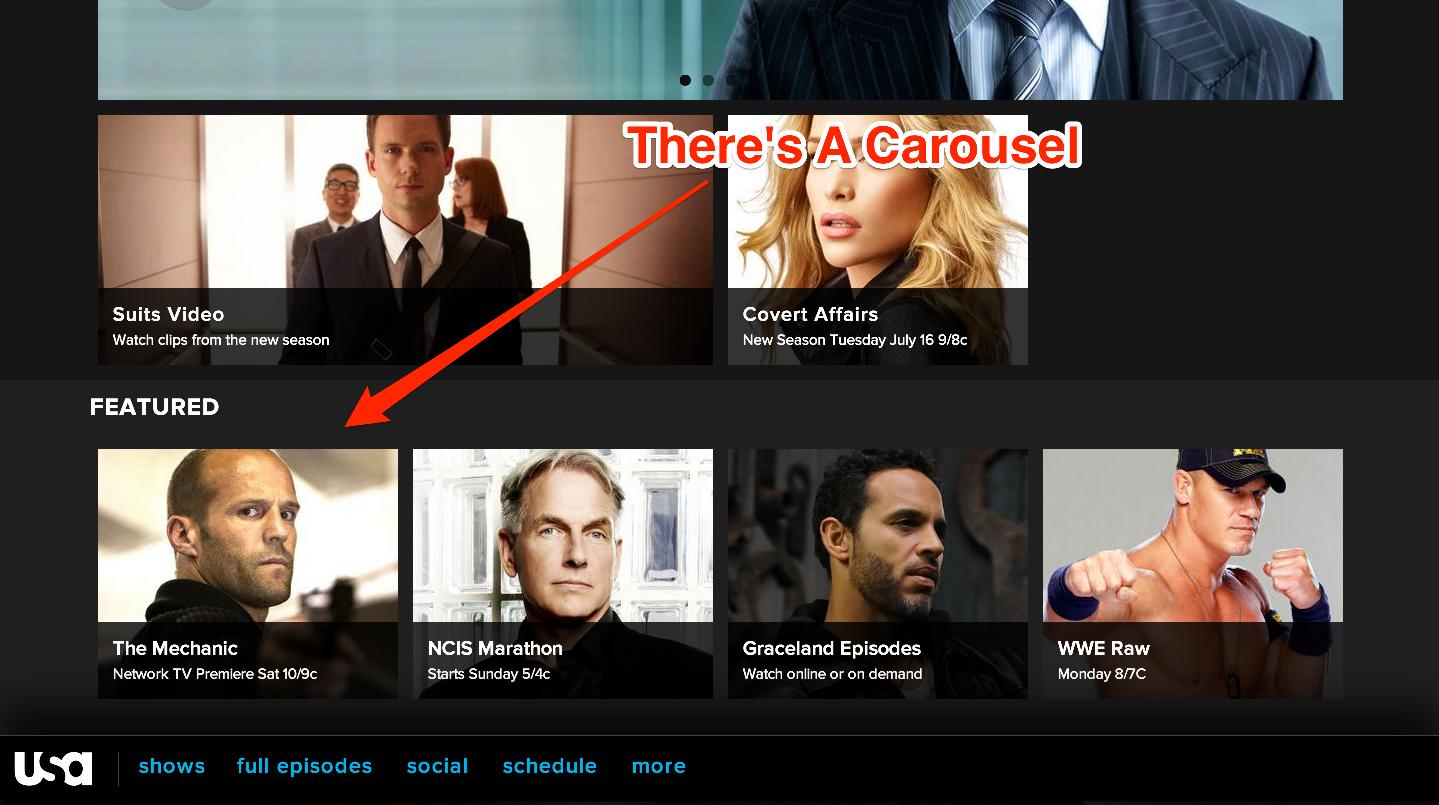 There's A Carousel
Suits Video
Watch clips from the new season
Covert Affairs
New Season Tuesday July 16 9/8c
FEATURED
The Mechanic
Network TV Premiere Sat 10/9c
NCIS Marathon
Starts Sunday 5/4c
Graceland Episodes
Watch online or on demand
WWE Raw
Monday 8/7C
usa shows full episodes social schedule more